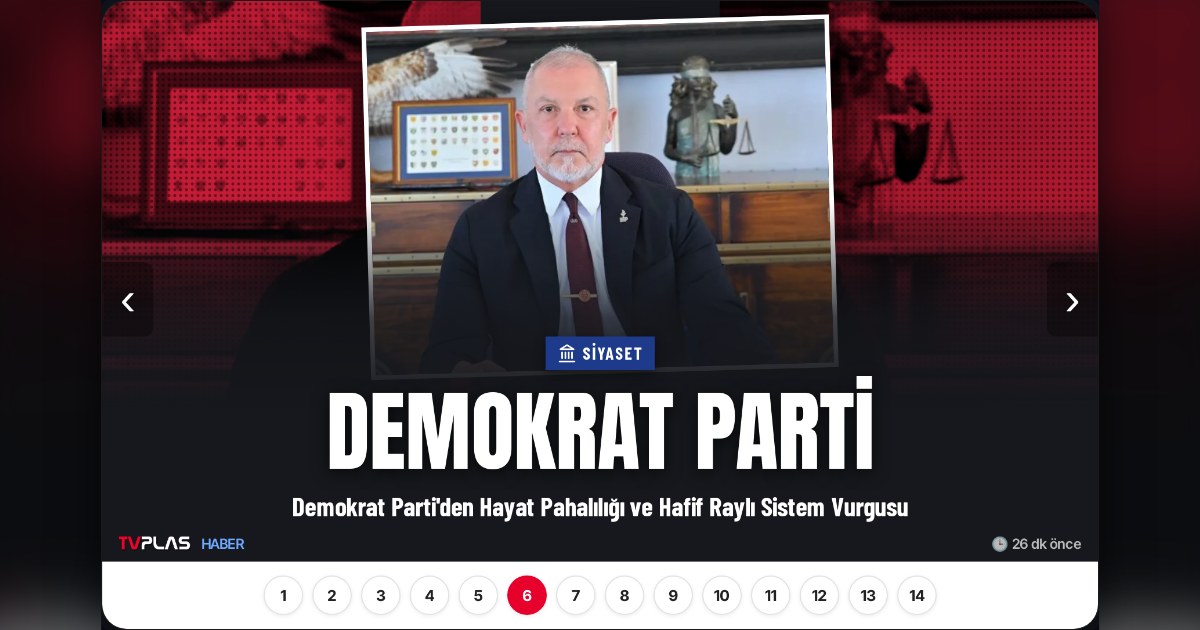 SİYASET
DEMOKRAT PARTİ
Demokrat Parti'den Hayat Pahalılığı ve Hafif Raylı Sistem Vurgusu
TVPLAS HABER
26 dk önce
1 2 3 4 5 6 7 8 9 10 11 12 13 14